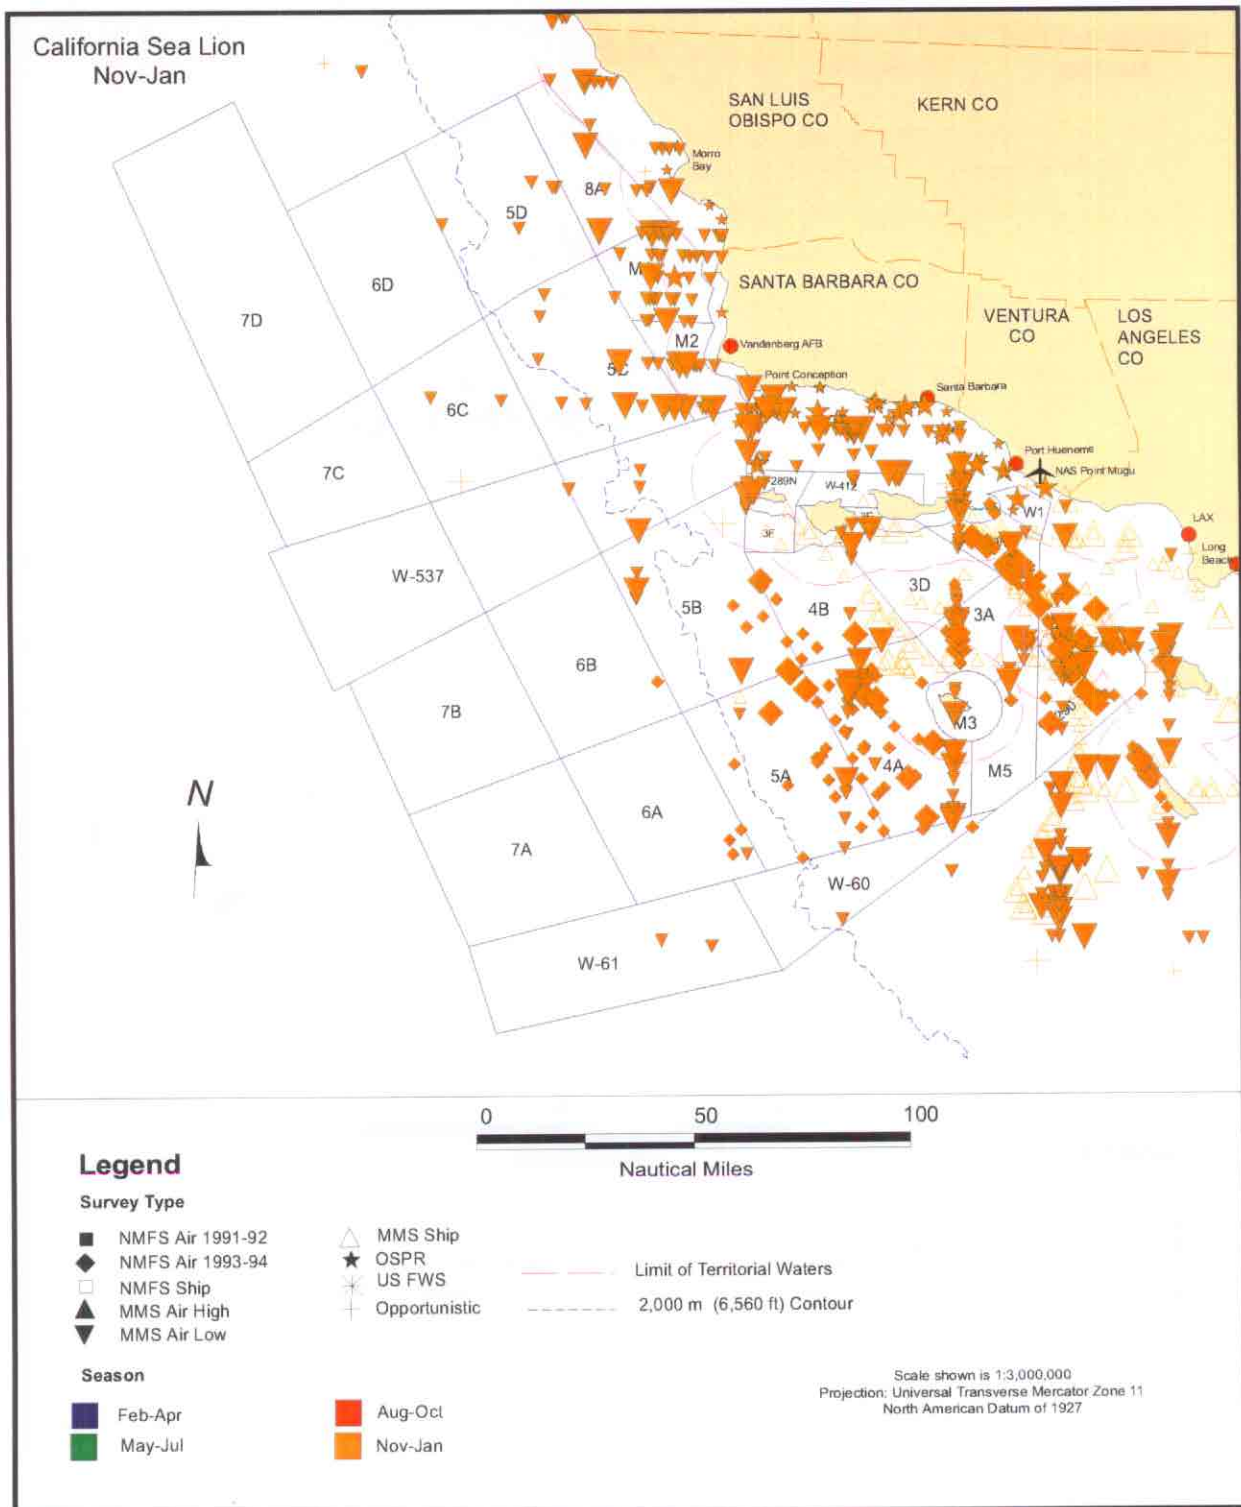 California Sea Lion
Nov-Jan
SAN LUIS
OBISPO CO
KERN CO
Morro
Bay
8A
5D
6D
7D
SANTA BARBARA CO
VENTURA
CO
LOS
ANGELES
CO
M2
Vandenberg AFB
5C
Point Conception
Santa Barbara
6C
7C
Port Hueneme
NAS Point Mugu
289N
W-412
W1
LAX
Long
Beach
3F
W-537
3D
3A
5B
4B
6B
7B
M3
290
4A
M5
5A
N
6A
7A
W-60
W-61
0 50 100
Nautical Miles
Legend
Survey Type
NMFS Air 1991-92
NMFS Air 1993-94
NMFS Ship
MMS Air High
MMS Air Low
MMS Ship
OSPR
US FWS
Opportunistic
Limit of Territorial Waters
2,000 m (6,560 ft) Contour
Season
Feb-Apr
May-Jul
Aug-Oct
Nov-Jan
Scale shown is 1:3,000,000
Projection: Universal Transverse Mercator Zone 11
North American Datum of 1927